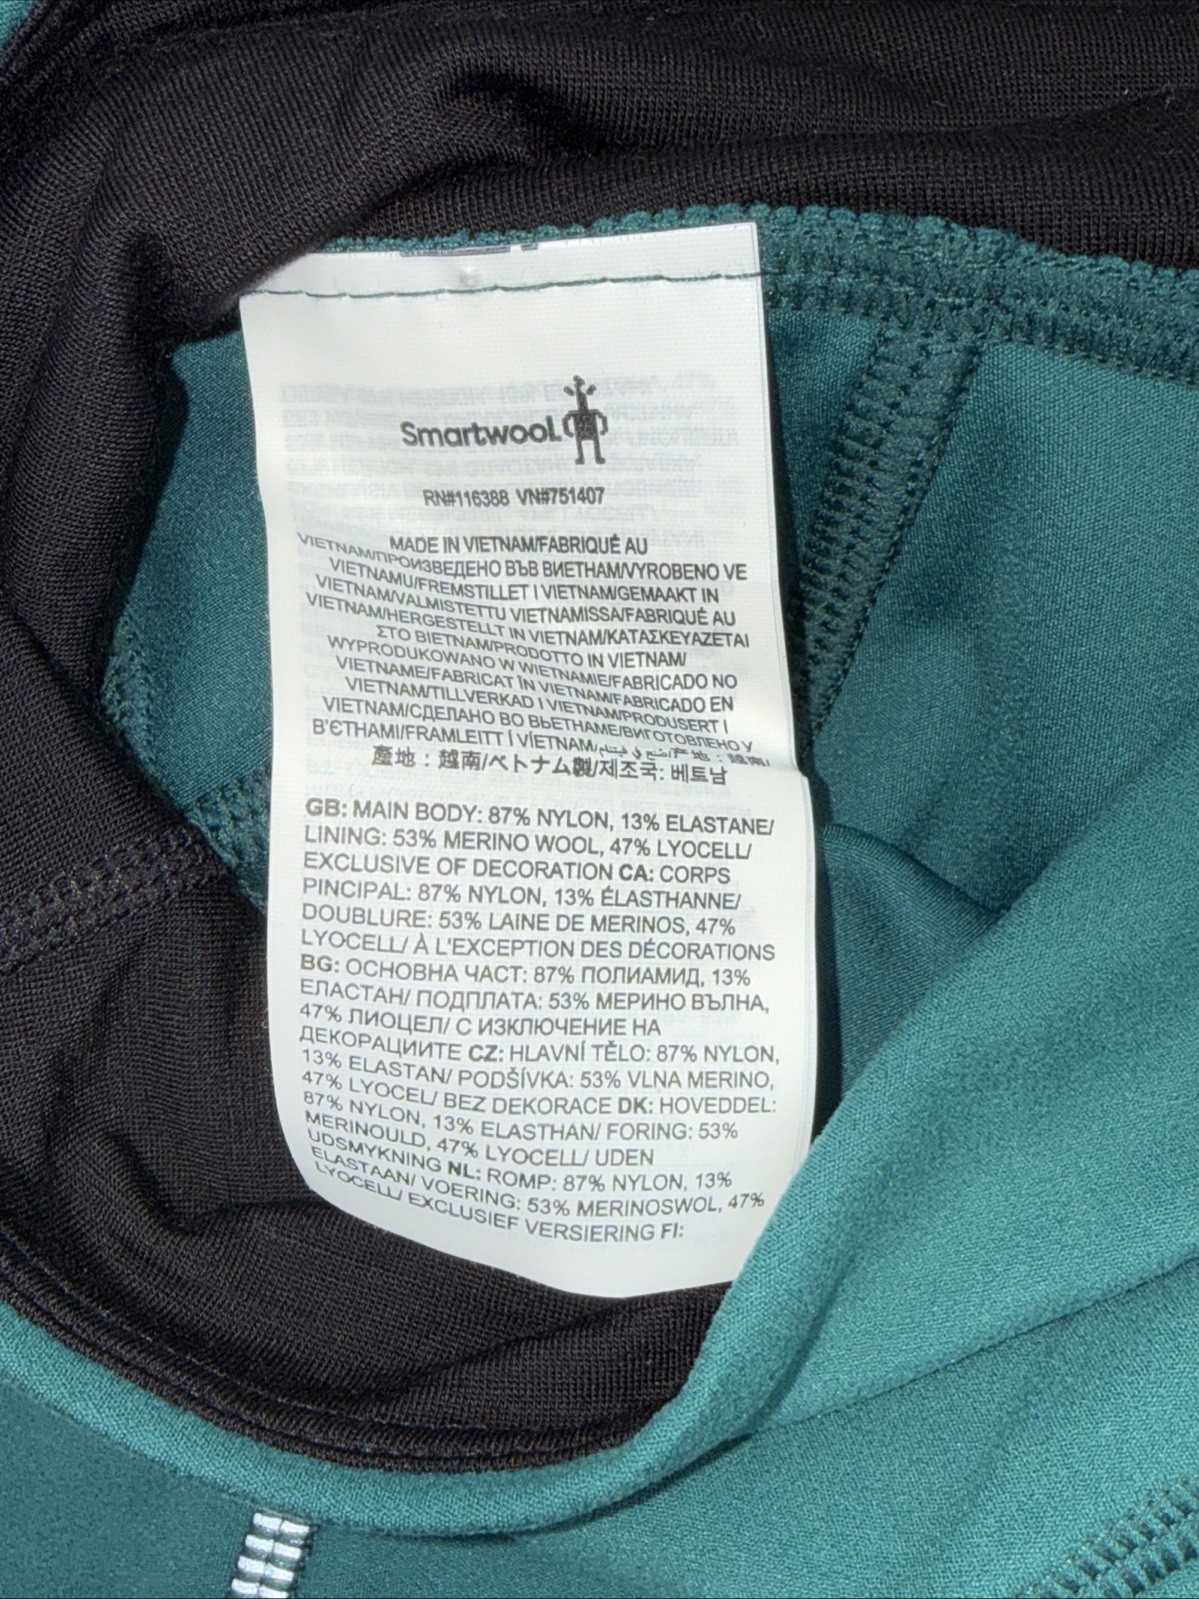 Smartwool.
RN#116388 VN#751407
MADE IN VIETNAM/FABRIQUÉ AU
VIETNAM/ПРОИЗВЕДЕНО ВЪВ ВИЕТНАМ/VYROBENO VE
VIETNAMU/FREMSTILLET I VIETNAM/GEMAAKT IN
VIETNAM/VALMISTETTU VIETNAMISSA/FABRIQUÉ AU
VIETNAM/HERGESTELLT IN VIETNAM/ΚΑΤΑΣΚΕΥΑΖΕΤΑΙ
ΣΤΟ ΒΙΕΤΝΑΜ/PRODOTTO IN VIETNAM/
WYPRODUKOWANO W WIETNAMIE/FABRICADO NO
VIETNAME/FABRICAT ÎN VIETNAM/FABRICADO EN
VIETNAM/TILLVERKAD I VIETNAM/PRODUSERT I
VIETNAM/СДЕЛАНО ВО ВЬЕТНАМЕ/ВИГОТОВЛЕНО У
В'ЄТНАМІ/FRAMLEITT Í VÍETNAM/
產地：越南/ベトナム製/제조국: 베트남
GB: MAIN BODY: 87% NYLON, 13% ELASTANE/
LINING: 53% MERINO WOOL, 47% LYOCELL/
EXCLUSIVE OF DECORATION CA: CORPS
PINCIPAL: 87% NYLON, 13% ÉLASTHANNE/
DOUBLURE: 53% LAINE DE MERINOS, 47%
LYOCELL/ À L'EXCEPTION DES DÉCORATIONS
BG: ОСНОВНА ЧАСТ: 87% ПОЛИАМИД, 13%
ЕЛАСТАН/ ПОДПЛАТА: 53% МЕРИНО ВЪЛНА,
47% ЛИОЦЕЛ/ С ИЗКЛЮЧЕНИЕ НА
ДЕКОРАЦИИТЕ CZ: HLAVNÍ TĚLO: 87% NYLON,
13% ELASTAN/ PODŠÍVKA: 53% VLNA MERINO,
47% LYOCEL/ BEZ DEKORACE DK: HOVEDDEL:
87% NYLON, 13% ELASTHAN/ FORING: 53%
MERINOULD, 47% LYOCELL/ UDEN
UDSMYKNING NL: ROMP: 87% NYLON, 13%
ELASTAAN/ VOERING: 53% MERINOSWOL, 47%
LYOCELL/ EXCLUSIEF VERSIERING FI: